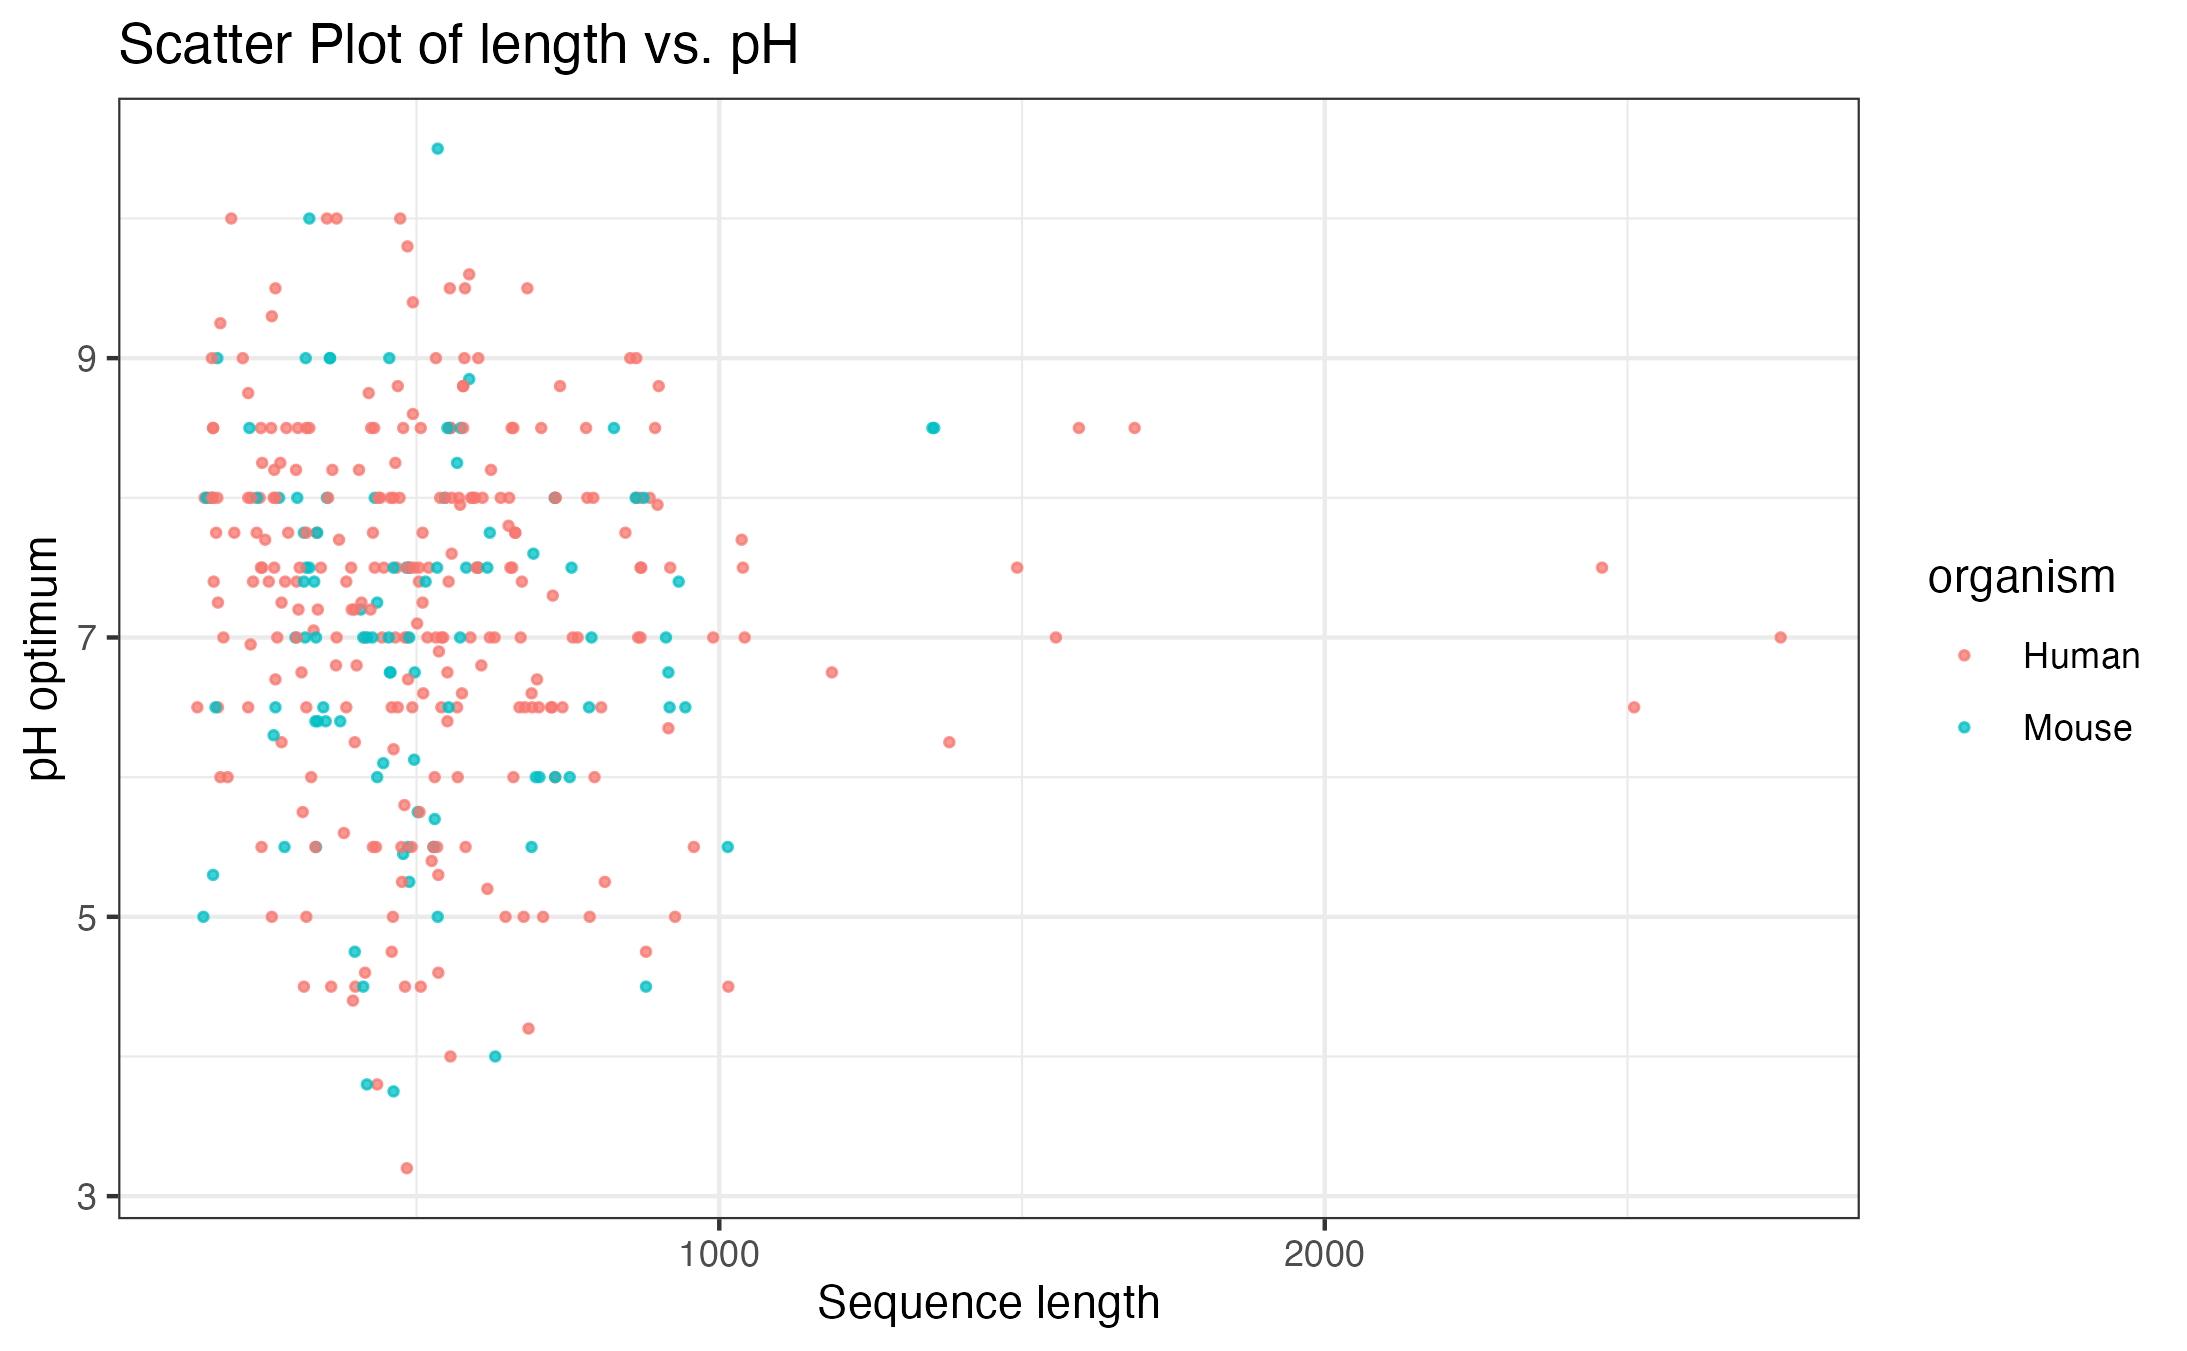 Scatter Plot of length vs. pH
9
7
5
3
pH optimum
1000
2000
Sequence length
organism
Human
Mouse